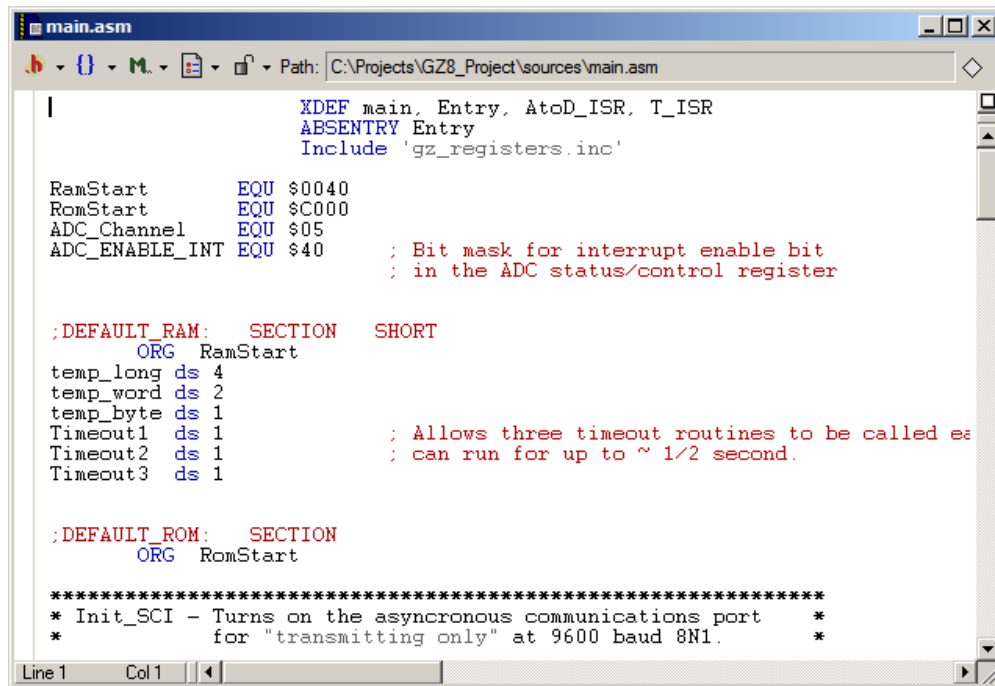 main.asm
.b {} M.. Path: C:\Projects\GZ8_Project\sources\main.asm
XDEF main, Entry, AtoD_ISR, T_ISR
ABSENTRY Entry
Include 'gz_registers.inc'
RamStart EQU $0040
RomStart EQU $C000
ADC_Channel EQU $05
ADC_ENABLE_INT EQU $40 ; Bit mask for interrupt enable bit
; in the ADC status/control register
;DEFAULT_RAM: SECTION SHORT
ORG RamStart
temp_long ds 4
temp_word ds 2
temp_byte ds 1
Timeout1 ds 1 ; Allows three timeout routines to be called ea
Timeout2 ds 1 ; can run for up to ~ 1/2 second.
Timeout3 ds 1
;DEFAULT_ROM: SECTION
ORG RomStart
**************************************************************
* Init_SCI - Turns on the asyncronous communications port *
* for "transmitting only" at 9600 baud 8N1. *
Line 1 Col 1